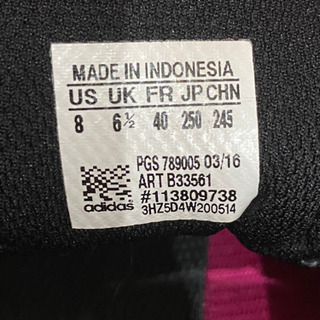 MADE IN INDONESIA
US UK FR JP CHN
8 6½ 40 250 245
PGS 789005 03/16
ART B33561
#113809738
adidas 3HZ5D4W200514